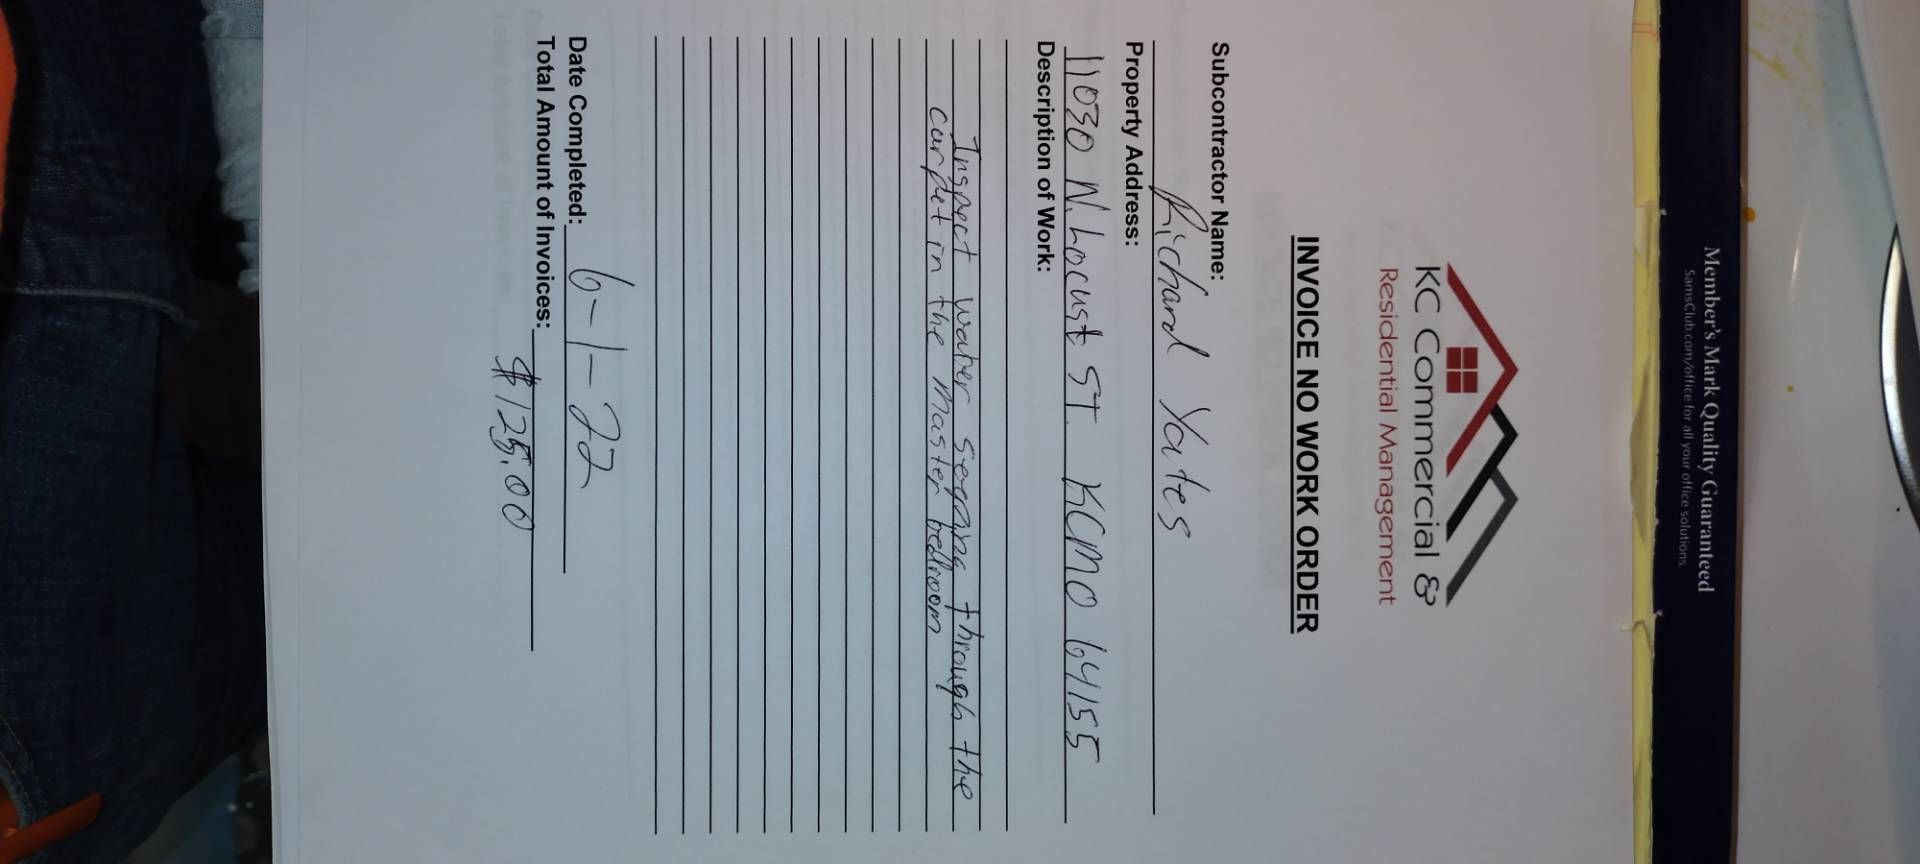 Member's Mark Quality Guaranteed
SamsClub.com/office for all your office solutions.
KC Commercial &
Residential Management
INVOICE NO WORK ORDER
Subcontractor Name:
Richard Yates
Property Address:
11030 N. Locust ST. KCMO 64155
Description of Work:
Inspect water seeping through the
carpet in the master bedroom
Date Completed: 6-1-22
Total Amount of Invoices: $125.00